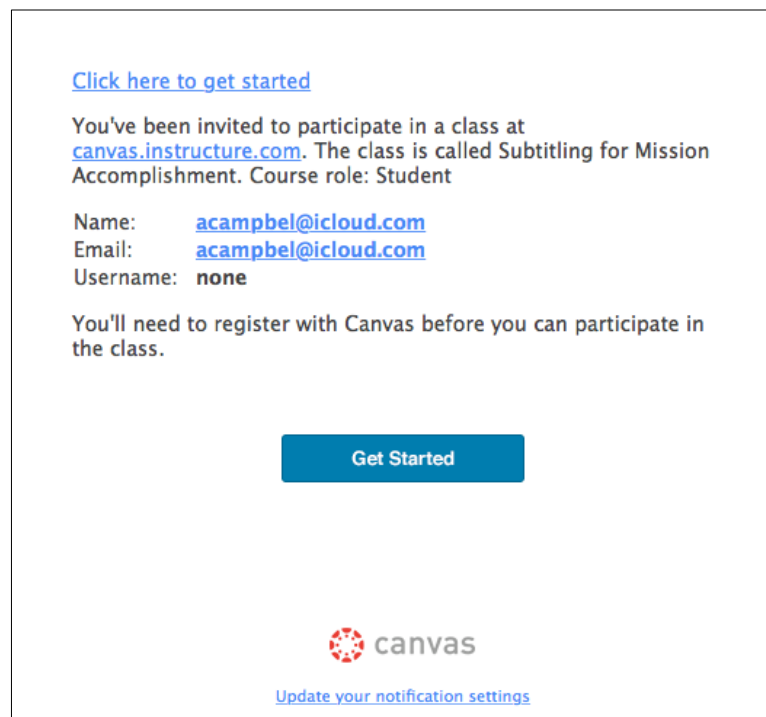 Click here to get started
You've been invited to participate in a class at
canvas.instructure.com. The class is called Subtitling for Mission
Accomplishment. Course role: Student
Name: acampbel@icloud.com
Email: acampbel@icloud.com
Username: none
You'll need to register with Canvas before you can participate in
the class.
Get Started
canvas
Update your notification settings